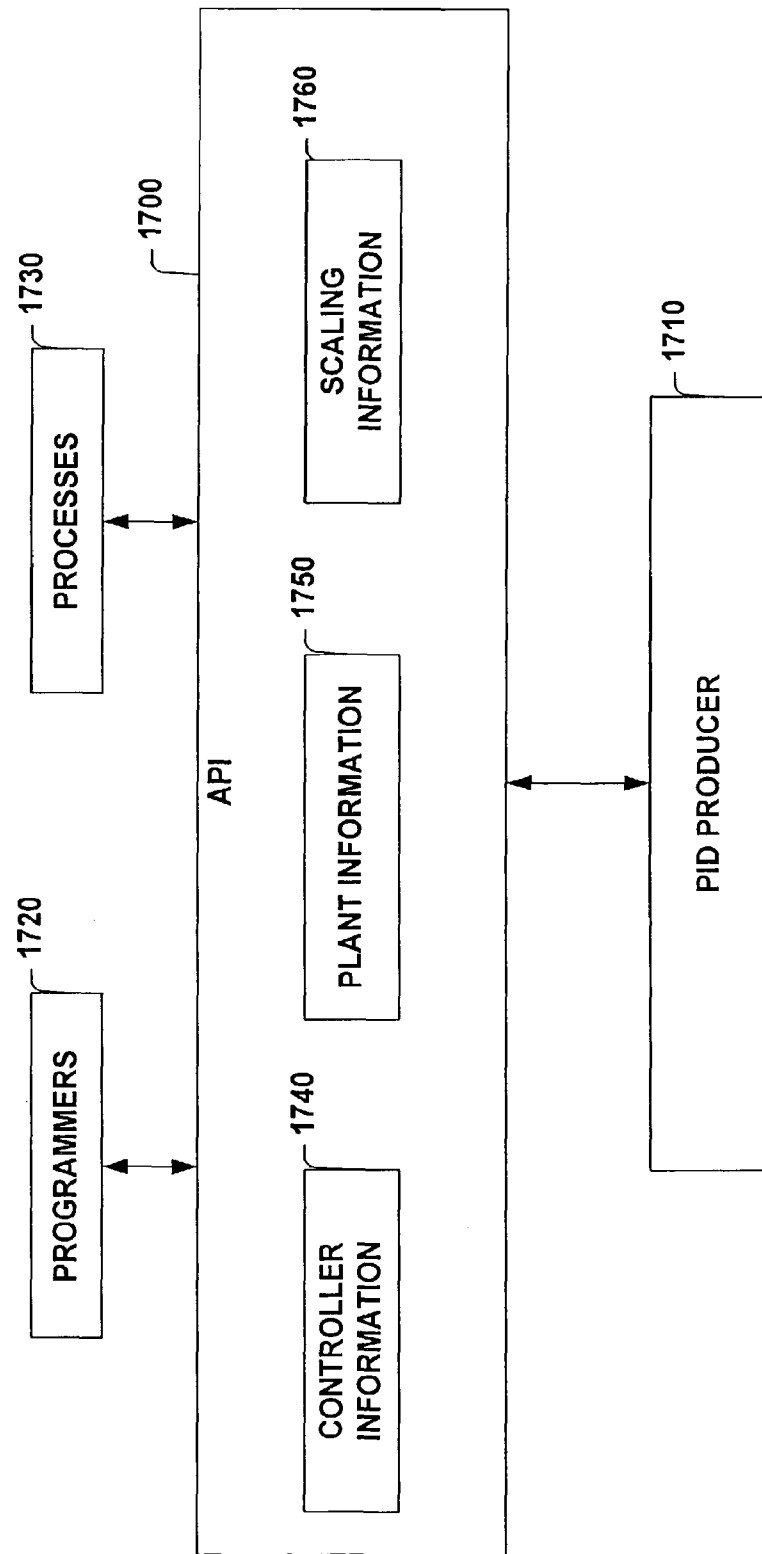 PROGRAMMERS
1720
PROCESSES
1730
1700
API
CONTROLLER
INFORMATION
1740
PLANT INFORMATION
1750
SCALING
INFORMATION
1760
PID PRODUCER
1710